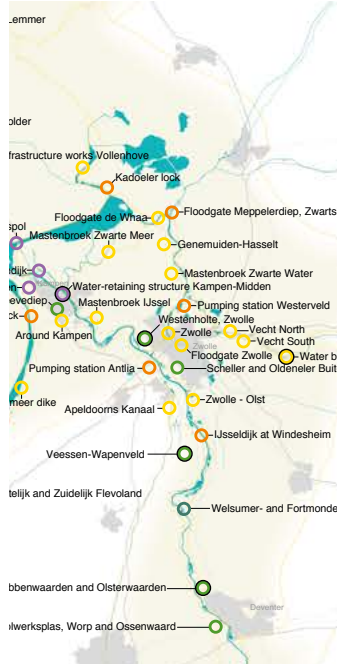 Lemmer
older
frastructure works Vollenhove
Kadoeler lock
Floodgate de Whaa
Floodgate Meppelerdiep, Zwarts
spol
Mastenbroek Zwarte Meer
Genemuiden-Hasselt
ldijk
Mastenbroek Zwarte Water
en
Water-retaining structure Kampen-Midden
evediep
Mastenbroek IJssel
Pumping station Westerveld
ck
Westenholte, Zwolle
Around Kampen
Zwolle
Vecht North
Vecht South
Zwolle
Floodgate Zwolle
Water b
Pumping station Antlia
Scheller and Oldeneler Buit
meer dike
Apeldoorns Kanaal
Zwolle - Olst
IJsseldijk at Windesheim
Veessen-Wapenveld
telijk and Zuidelijk Flevoland
Welsumer- and Fortmonde
bbenwaarden and Olsterwaarden
Deventer
olwerksplas, Worp and Ossenwaard